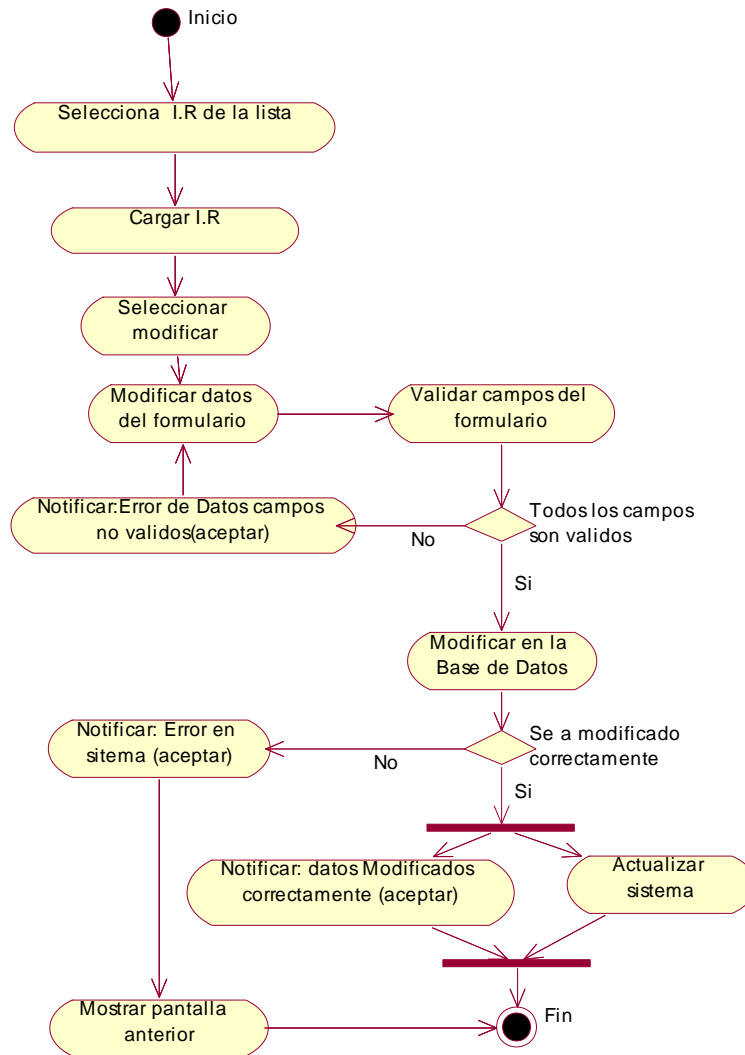 Inicio
Selecciona I.R de la lista
Cargar I.R
Seleccionar
modificar
Modificar datos
del formulario
Validar campos del
formulario
Notificar:Error de Datos campos
no validos(aceptar)
No
Todos los campos
son validos
Si
Modificar en la
Base de Datos
Notificar: Error en
sitema (aceptar)
No
Se a modificado
correctamente
Si
Notificar: datos Modificados
correctamente (aceptar)
Actualizar
sistema
Mostrar pantalla
anterior
Fin